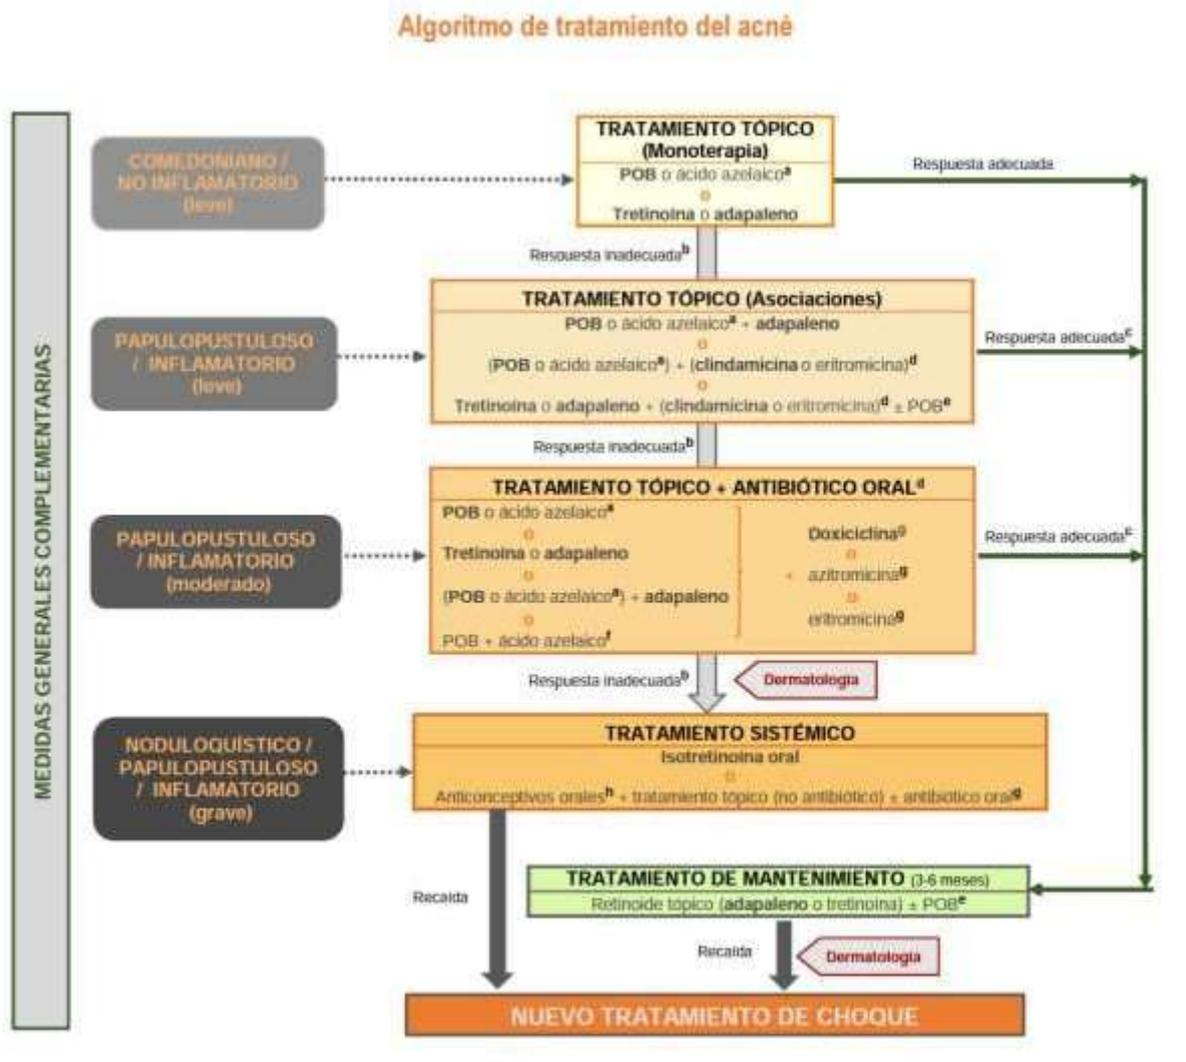 Algoritmo de tratamiento del acné
MEDIDAS GENERALES COMPLEMENTARIAS
COMEDONIANO /
NO INFLAMATORIO
(leve)
TRATAMIENTO TÓPICO
(Monoterapia)
POB o ácido azelaico a
o
Tretinoína o adapaleno
Respuesta adecuada
Respuesta inadecuada b
PAPULOPUSTULOSO
/ INFLAMATORIO
(leve)
TRATAMIENTO TÓPICO (Asociaciones)
POB o ácido azelaico a + adapaleno
o
(POB o ácido azelaico a) + (clindamicina o eritromicina) d
o
Tretinoína o adapaleno + (clindamicina o eritromicina) d ± POB e
Respuesta adecuada c
Respuesta inadecuada b
PAPULOPUSTULOSO
/ INFLAMATORIO
(moderado)
TRATAMIENTO TÓPICO + ANTIBIÓTICO ORAL d
POB o ácido azelaico a
o
Tretinoína o adapaleno
o
(POB o ácido azelaico a) + adapaleno
o
POB + ácido azelaico f
Doxiciclina g
o
+ azitromicina g
o
eritromicina g
Respuesta adecuada c
Respuesta inadecuada b
Dermatología
NODULOQUÍSTICO /
PAPULOPUSTULOSO
/ INFLAMATORIO
(grave)
TRATAMIENTO SISTÉMICO
Isotretinoína oral
o
Anticonceptivos orales h + tratamiento tópico (no antibiótico) ± antibiótico oral g
Recaída
TRATAMIENTO DE MANTENIMIENTO (3-6 meses)
Retinoide tópico (adapaleno o tretinoína) ± POB e
Recaída
Dermatología
NUEVO TRATAMIENTO DE CHOQUE